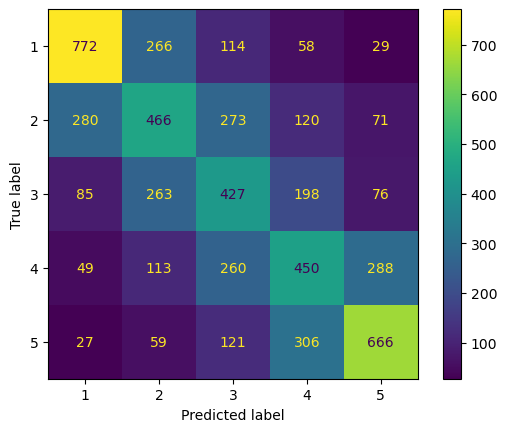 1 772 266 114 58 29
2 280 466 273 120 71
3 85 263 427 198 76
4 49 113 260 450 288
5 27 59 121 306 666
1 2 3 4 5
True label
Predicted label
700
600
500
400
300
200
100